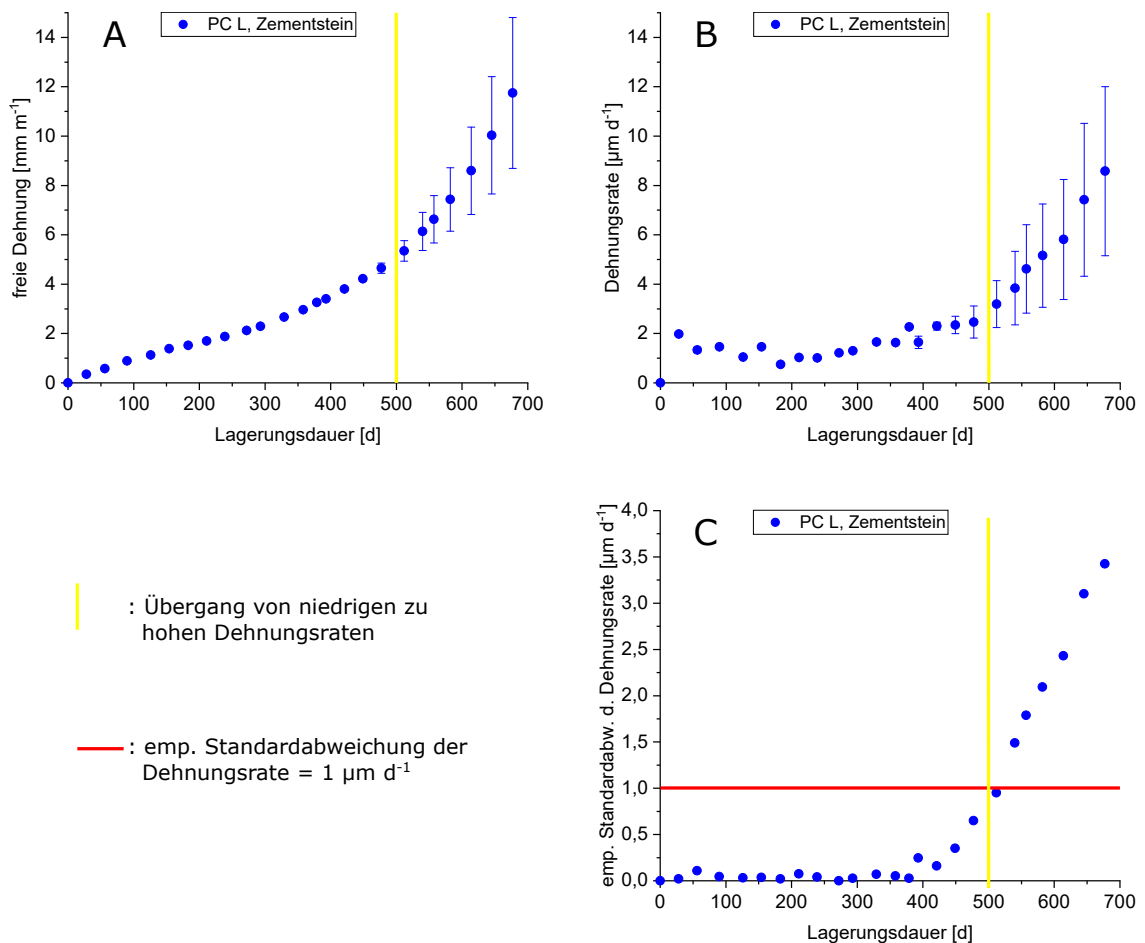 A
PC L, Zementstein
freie Dehnung [mm m⁻¹]
14
12
10
8
6
4
2
0
0 100 200 300 400 500 600 700
Lagerungsdauer [d]
B
PC L, Zementstein
Dehnungsrate [µm d⁻¹]
14
12
10
8
6
4
2
0
0 100 200 300 400 500 600 700
Lagerungsdauer [d]
: Übergang von niedrigen zu
hohen Dehnungsraten
: emp. Standardabweichung der
Dehnungsrate = 1 µm d⁻¹
C
PC L, Zementstein
emp. Standardabw. d. Dehnungsrate [µm d⁻¹]
4,0
3,5
3,0
2,5
2,0
1,5
1,0
0,5
0,0
0 100 200 300 400 500 600 700
Lagerungsdauer [d]